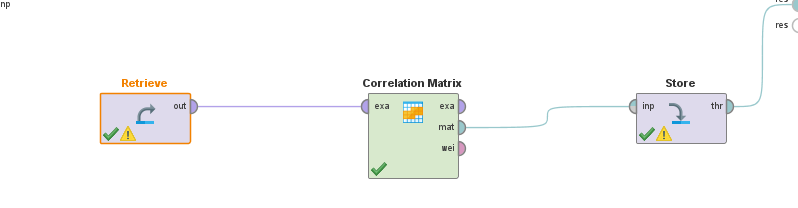 np
res
res
Retrieve
out
Correlation Matrix
exa
exa
mat
wei
Store
inp
thr